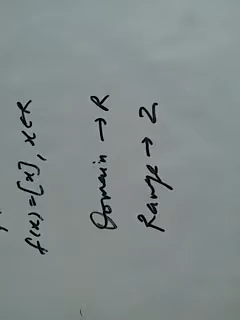 f(x) = [x], x ∈ R
Domain → R
Range → Z